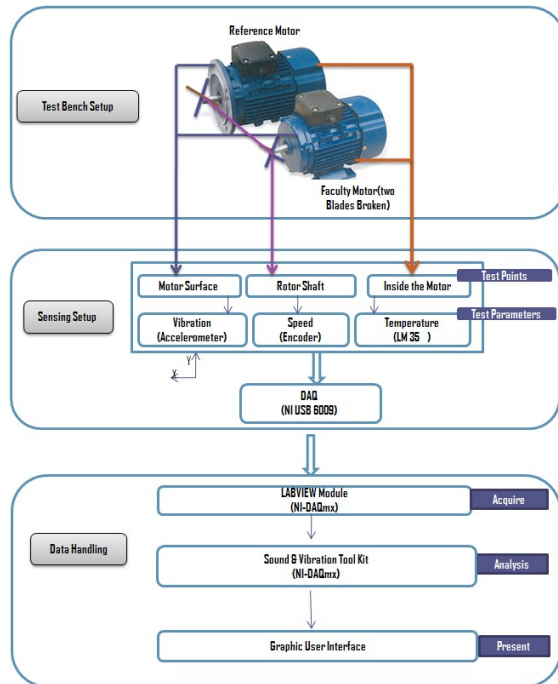 Reference Motor
Test Bench Setup
Faculty Motor(two
Blades Broken)
Motor Surface
Rotor Shaft
Inside the Motor
Test Points
Sensing Setup
Vibration
(Accelerometer)
Speed
(Encoder)
Temperature
(LM 35 )
Test Parameters
Y
X
DAQ
(NI USB 6009)
LABVIEW Module
(NI-DAQmx)
Acquire
Data Handling
Sound & Vibration Tool Kit
(NI-DAQmx)
Analysis
Graphic User Interface
Present